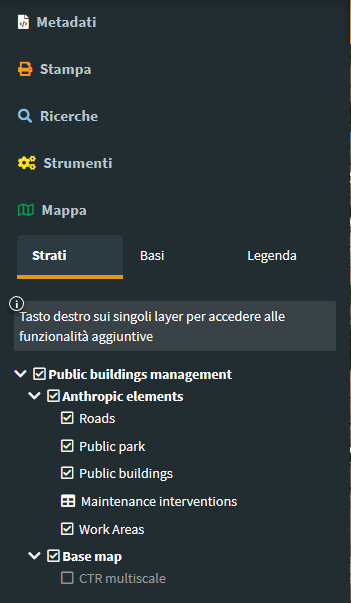 Metadati
Stampa
Ricerche
Strumenti
Mappa
Strati Basi Legenda
Tasto destro sui singoli layer per accedere alle
funzionalità aggiuntive
Public buildings management
Anthropic elements
Roads
Public park
Public buildings
Maintenance interventions
Work Areas
Base map
CTR multiscale